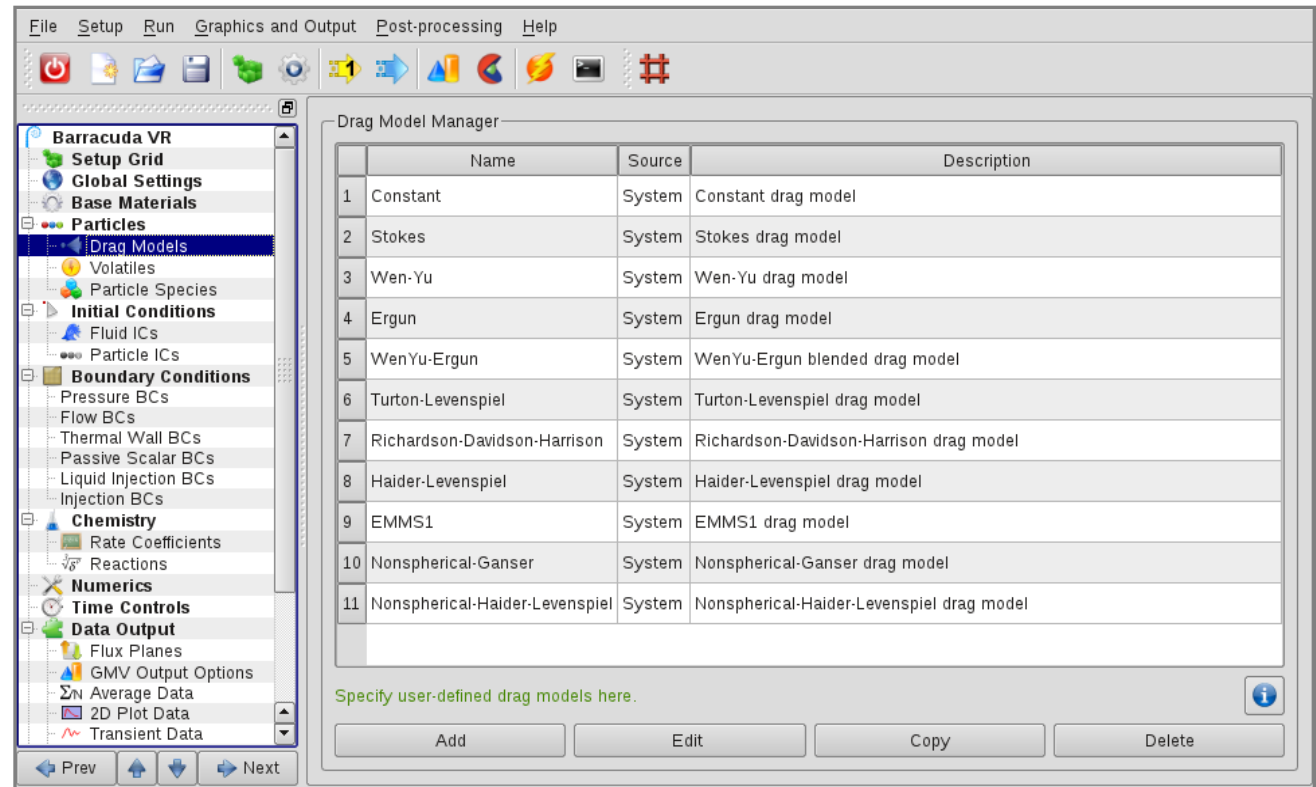 File Setup Run Graphics and Output Post-processing Help
Barracuda VR
Setup Grid
Global Settings
Base Materials
Particles
Drag Models
Volatiles
Particle Species
Initial Conditions
Fluid ICs
Particle ICs
Boundary Conditions
Pressure BCs
Flow BCs
Thermal Wall BCs
Passive Scalar BCs
Liquid Injection BCs
Injection BCs
Chemistry
Rate Coefficients
Reactions
Numerics
Time Controls
Data Output
Flux Planes
GMV Output Options
ΣN Average Data
2D Plot Data
Transient Data
Prev Next
Drag Model Manager
Name Source Description
1 Constant System Constant drag model
2 Stokes System Stokes drag model
3 Wen-Yu System Wen-Yu drag model
4 Ergun System Ergun drag model
5 WenYu-Ergun System WenYu-Ergun blended drag model
6 Turton-Levenspiel System Turton-Levenspiel drag model
7 Richardson-Davidson-Harrison System Richardson-Davidson-Harrison drag model
8 Haider-Levenspiel System Haider-Levenspiel drag model
9 EMMS1 System EMMS1 drag model
10 Nonspherical-Ganser System Nonspherical-Ganser drag model
11 Nonspherical-Haider-Levenspiel System Nonspherical-Haider-Levenspiel drag model
Specify user-defined drag models here.
Add Edit Copy Delete